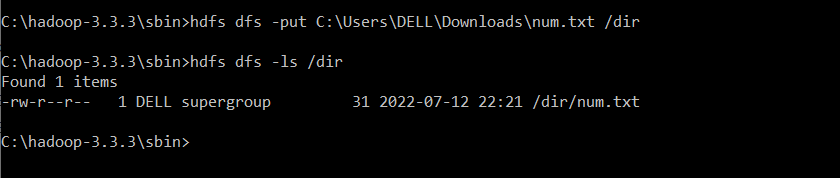 C:\hadoop-3.3.3\sbin>hdfs dfs -put C:\Users\DELL\Downloads\num.txt /dir
C:\hadoop-3.3.3\sbin>hdfs dfs -ls /dir
Found 1 items
-rw-r--r--   1 DELL supergroup         31 2022-07-12 22:21 /dir/num.txt
C:\hadoop-3.3.3\sbin>